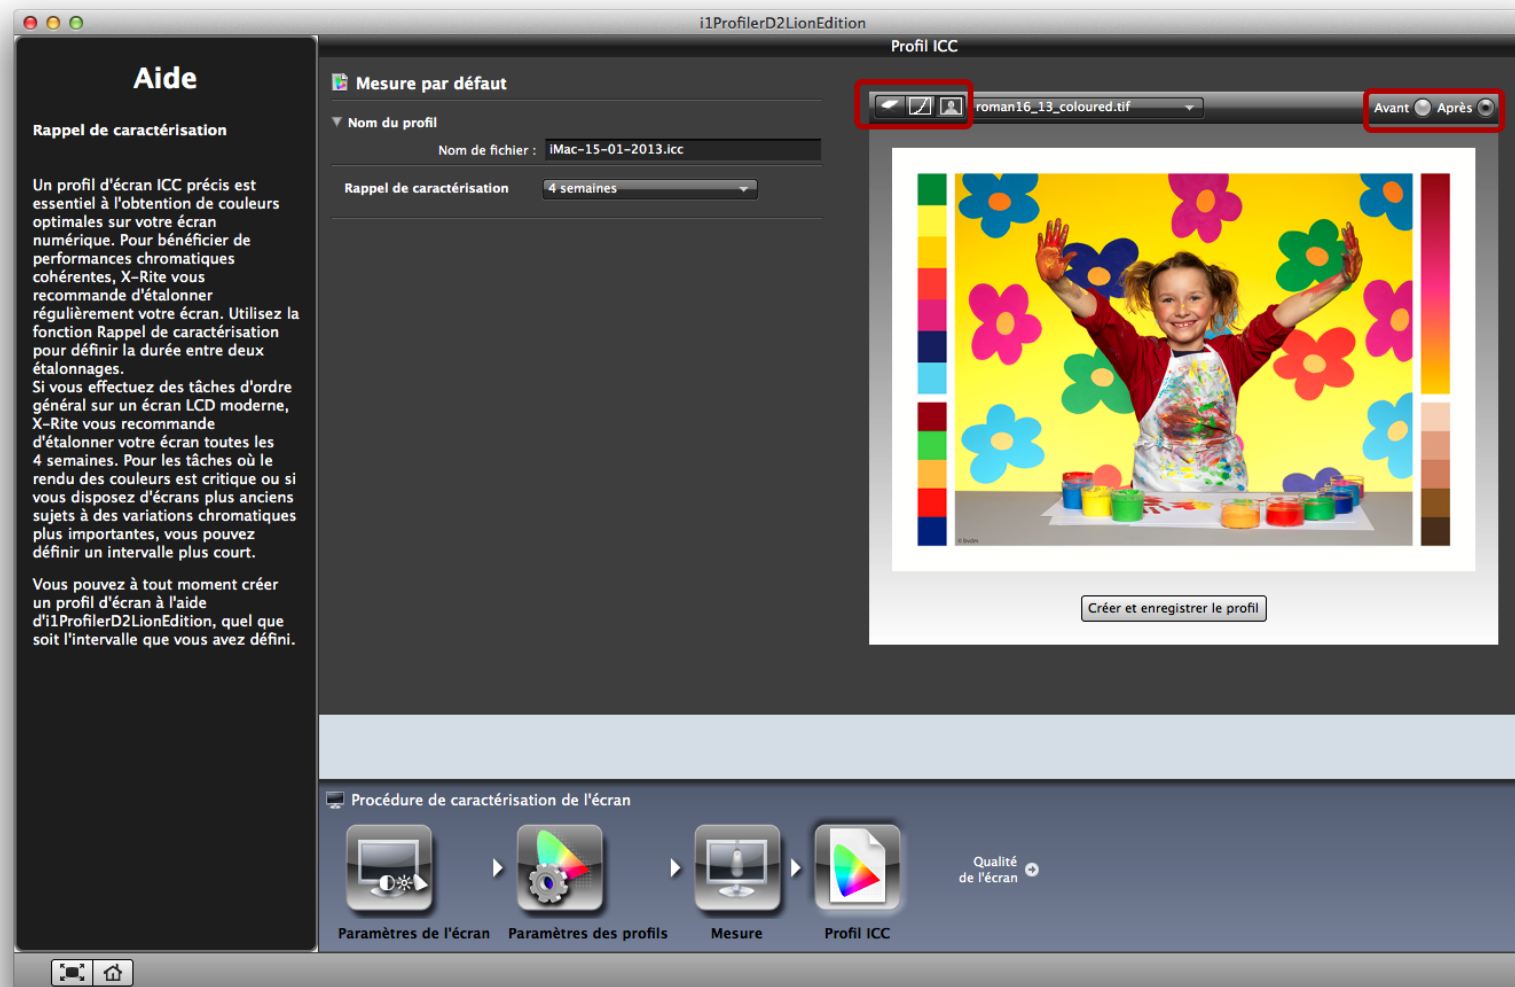 i1ProfilerD2LionEdition
Profil ICC
Aide
Rappel de caractérisation
Un profil d'écran ICC précis est
essentiel à l'obtention de couleurs
optimales sur votre écran
numérique. Pour bénéficier de
performances chromatiques
cohérentes, X-Rite vous
recommande d'étalonner
régulièrement votre écran. Utilisez la
fonction Rappel de caractérisation
pour définir la durée entre deux
étalonnages.
Si vous effectuez des tâches d'ordre
général sur un écran LCD moderne,
X-Rite vous recommande
d'étalonner votre écran toutes les
4 semaines. Pour les tâches où le
rendu des couleurs est critique ou si
vous disposez d'écrans plus anciens
sujets à des variations chromatiques
plus importantes, vous pouvez
définir un intervalle plus court.
Vous pouvez à tout moment créer
un profil d'écran à l'aide
d'i1ProfilerD2LionEdition, quel que
soit l'intervalle que vous avez défini.
Mesure par défaut
Nom du profil
Nom de fichier : iMac-15-01-2013.icc
Rappel de caractérisation 4 semaines
roman16_13_coloured.tif
Avant Après
© bvdm
Créer et enregistrer le profil
Procédure de caractérisation de l'écran
Paramètres de l'écran
Paramètres des profils
Mesure
Profil ICC
Qualité
de l'écran